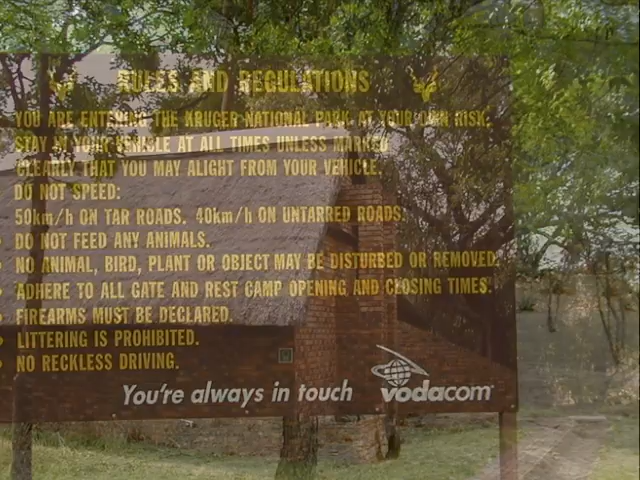 RULES AND REGULATIONS
YOU ARE ENTERING THE KRUGER NATIONAL PARK AT YOUR OWN RISK.
STAY IN YOUR VEHICLE AT ALL TIMES UNLESS MARKED
CLEARLY THAT YOU MAY ALIGHT FROM YOUR VEHICLE.
DO NOT SPEED:
50km/h ON TAR ROADS. 40km/h ON UNTARRED ROADS.
• DO NOT FEED ANY ANIMALS.
• NO ANIMAL, BIRD, PLANT OR OBJECT MAY BE DISTURBED OR REMOVED.
• ADHERE TO ALL GATE AND REST CAMP OPENING AND CLOSING TIMES.
• FIREARMS MUST BE DECLARED.
• LITTERING IS PROHIBITED.
• NO RECKLESS DRIVING.
You're always in touch vodacom